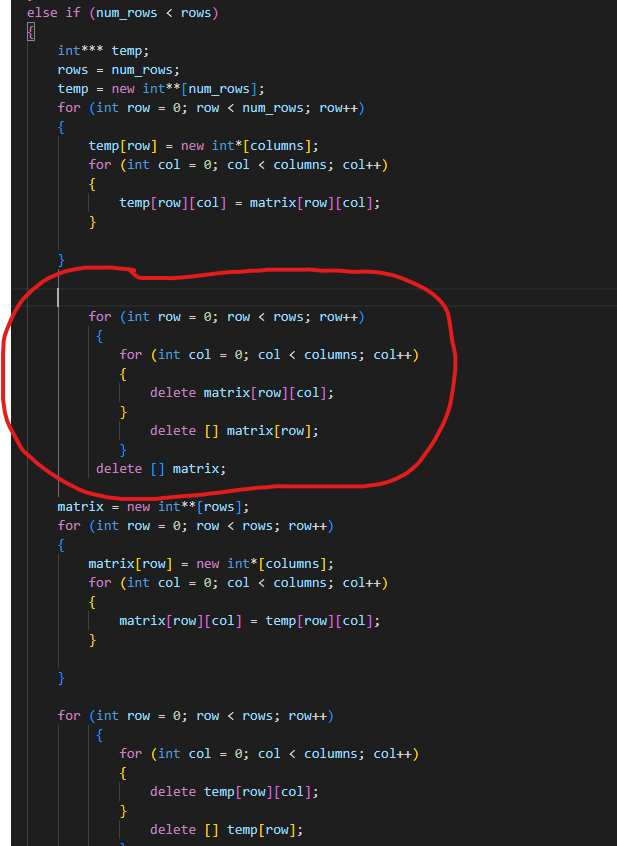 else if (num_rows < rows)
{
int*** temp;
rows = num_rows;
temp = new int**[num_rows];
for (int row = 0; row < num_rows; row++)
{
temp[row] = new int*[columns];
for (int col = 0; col < columns; col++)
{
temp[row][col] = matrix[row][col];
}
}
for (int row = 0; row < rows; row++)
{
for (int col = 0; col < columns; col++)
{
delete matrix[row][col];
}
delete [] matrix[row];
}
delete [] matrix;
matrix = new int**[rows];
for (int row = 0; row < rows; row++)
{
matrix[row] = new int*[columns];
for (int col = 0; col < columns; col++)
{
matrix[row][col] = temp[row][col];
}
}
for (int row = 0; row < rows; row++)
{
for (int col = 0; col < columns; col++)
{
delete temp[row][col];
}
delete [] temp[row];